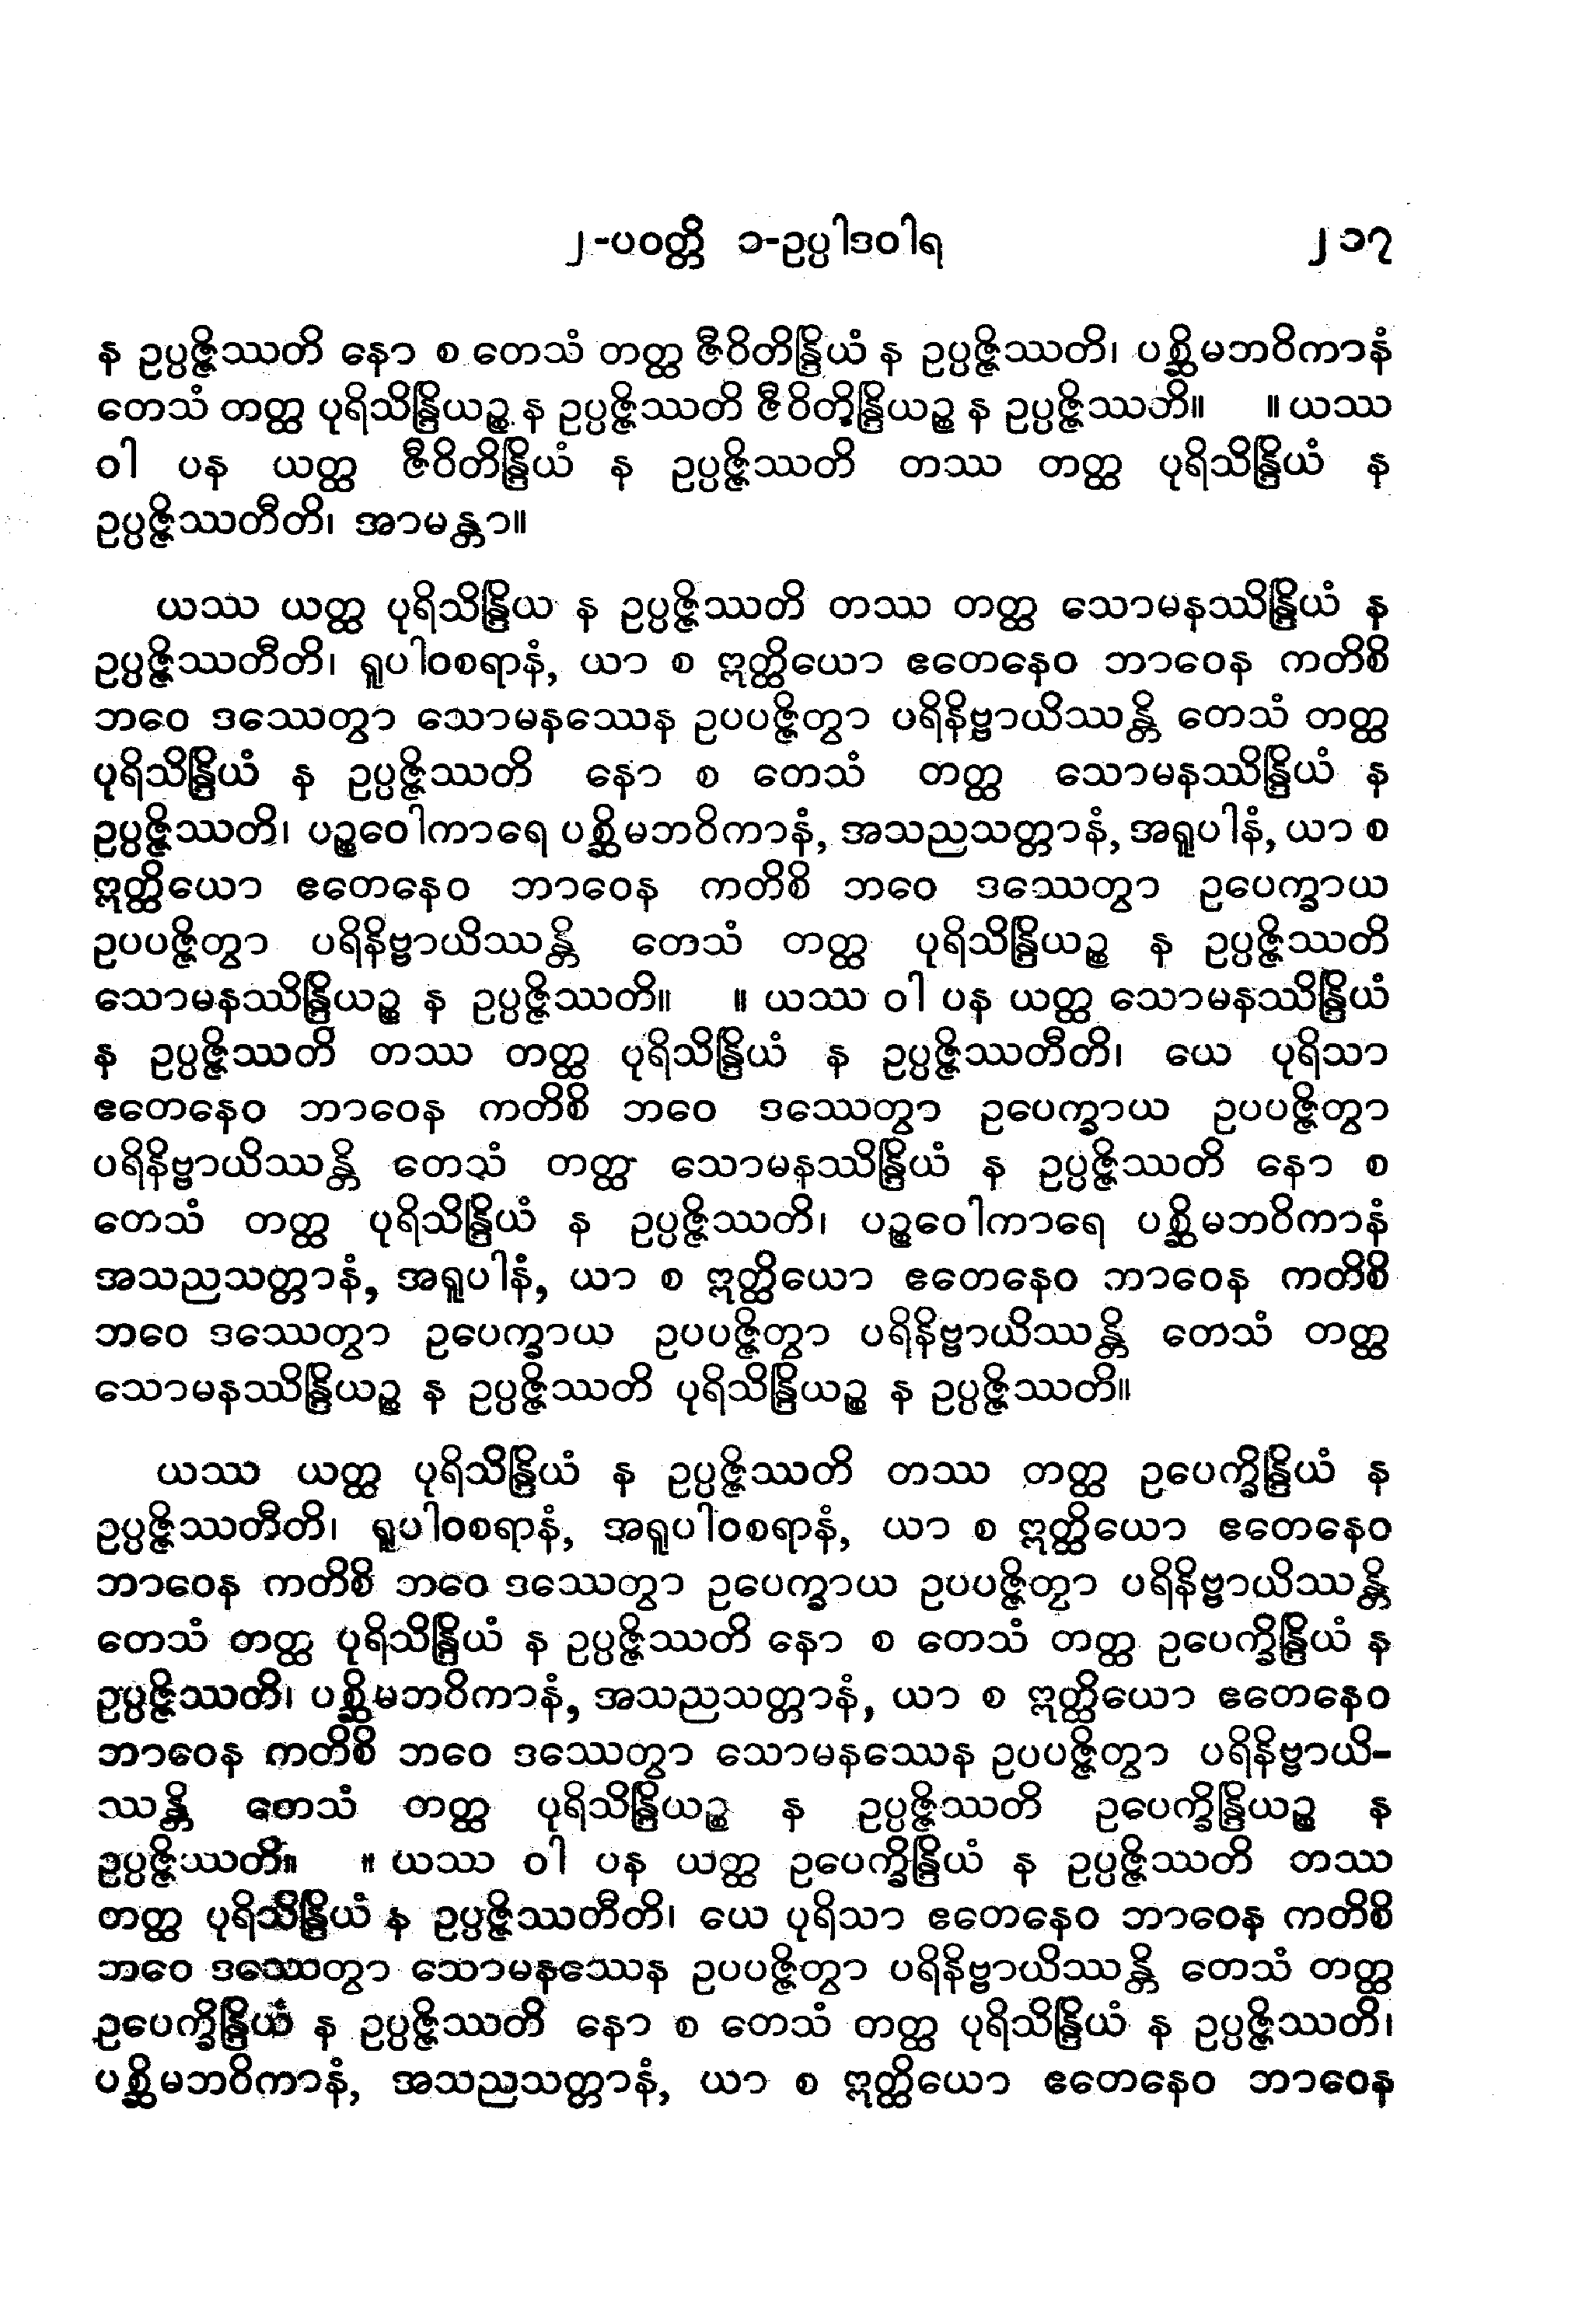 ၂-ပဝတ္တိ ၁-ဥပ္ပါဒဝါရ ၂၁၇
န ဥပ္ပဇ္ဇိဿတိ နော စ တေသံ တတ္ထ ဇီဝိတိန္ဒြိယံ န ဥပ္ပဇ္ဇိဿတိ၊ ပစ္ဆိမဘဝိကာနံ
တေသံ တတ္ထ ပုရိသိန္ဒြိယဉ္စ န ဥပ္ပဇ္ဇိဿတိ ဇီဝိတိန္ဒြိယဉ္စ န ဥပ္ပဇ္ဇိဿတိ။ ။ ယဿ
ဝါ ပန ယတ္ထ ဇီဝိတိန္ဒြိယံ န ဥပ္ပဇ္ဇိဿတိ တဿ တတ္ထ ပုရိသိန္ဒြိယံ န
ဥပ္ပဇ္ဇိဿတီတိ၊ အာမန္တာ။
ယဿ ယတ္ထ ပုရိသိန္ဒြိယ န ဥပ္ပဇ္ဇိဿတိ တဿ တတ္ထ သောမနဿိန္ဒြိယံ န
ဥပ္ပဇ္ဇိဿတီတိ၊ ရူပါဝစရာနံ, ယာ စ ဣတ္ထိယော ဧတေနေဝ ဘာဝေန ကတိစိ
ဘဝေ ဒဿေတွာ သောမနဿေန ဥပပဇ္ဇိတွာ ပရိနိဗ္ဗာယိဿန္တိ တေသံ တတ္ထ
ပုရိသိန္ဒြိယံ န ဥပ္ပဇ္ဇိဿတိ နော စ တေသံ တတ္ထ သောမနဿိန္ဒြိယံ န
ဥပ္ပဇ္ဇိဿတိ၊ ပဉ္စဝေါကာရေ ပစ္ဆိမဘဝိကာနံ, အသညသတ္တာနံ, အရူပါနံ, ယာ စ
ဣတ္ထိယော ဧတေနေဝ ဘာဝေန ကတိစိ ဘဝေ ဒဿေတွာ ဥပေက္ခာယ
ဥပပဇ္ဇိတွာ ပရိနိဗ္ဗာယိဿန္တိ တေသံ တတ္ထ ပုရိသိန္ဒြိယဉ္စ န ဥပ္ပဇ္ဇိဿတိ
သောမနဿိန္ဒြိယဉ္စ န ဥပ္ပဇ္ဇိဿတိ။ ။ ယဿ ဝါ ပန ယတ္ထ သောမနဿိန္ဒြိယံ
န ဥပ္ပဇ္ဇိဿတိ တဿ တတ္ထ ပုရိသိန္ဒြိယံ န ဥပ္ပဇ္ဇိဿတီတိ၊ ယေ ပုရိသာ
ဧတေနေဝ ဘာဝေန ကတိစိ ဘဝေ ဒဿေတွာ ဥပေက္ခာယ ဥပပဇ္ဇိတွာ
ပရိနိဗ္ဗာယိဿန္တိ တေသံ တတ္ထ သောမနဿိန္ဒြိယံ န ဥပ္ပဇ္ဇိဿတိ နော စ
တေသံ တတ္ထ ပုရိသိန္ဒြိယံ န ဥပ္ပဇ္ဇိဿတိ၊ ပဉ္စဝေါကာရေ ပစ္ဆိမဘဝိကာနံ
အသညသတ္တာနံ, အရူပါနံ, ယာ စ ဣတ္ထိယော ဧတေနေဝ ဘာဝေန ကတိစိ
ဘဝေ ဒဿေတွာ ဥပေက္ခာယ ဥပပဇ္ဇိတွာ ပရိနိဗ္ဗာယိဿန္တိ တေသံ တတ္ထ
သောမနဿိန္ဒြိယဉ္စ န ဥပ္ပဇ္ဇိဿတိ ပုရိသိန္ဒြိယဉ္စ န ဥပ္ပဇ္ဇိဿတိ။
ယဿ ယတ္ထ ပုရိသိန္ဒြိယံ န ဥပ္ပဇ္ဇိဿတိ တဿ တတ္ထ ဥပေက္ခိန္ဒြိယံ န
ဥပ္ပဇ္ဇိဿတီတိ၊ ရူပါဝစရာနံ, အရူပါဝစရာနံ, ယာ စ ဣတ္ထိယော ဧတေနေဝ
ဘာဝေန ကတိစိ ဘဝေ ဒဿေတွာ ဥပေက္ခာယ ဥပပဇ္ဇိတွာ ပရိနိဗ္ဗာယိဿန္တိ
တေသံ တတ္ထ ပုရိသိန္ဒြိယံ န ဥပ္ပဇ္ဇိဿတိ နော စ တေသံ တတ္ထ ဥပေက္ခိန္ဒြိယံ န
ဥပ္ပဇ္ဇိဿတိ၊ ပစ္ဆိမဘဝိကာနံ, အသညသတ္တာနံ, ယာ စ ဣတ္ထိယော ဧတေနေဝ
ဘာဝေန ကတိစိ ဘဝေ ဒဿေတွာ သောမနဿေန ဥပပဇ္ဇိတွာ ပရိနိဗ္ဗာယိ-
ဿန္တိ တေသံ တတ္ထ ပုရိသိန္ဒြိယဉ္စ န ဥပ္ပဇ္ဇိဿတိ ဥပေက္ခိန္ဒြိယဉ္စ န
ဥပ္ပဇ္ဇိဿတိ။ ။ ယဿ ဝါ ပန ယတ္ထ ဥပေက္ခိန္ဒြိယံ န ဥပ္ပဇ္ဇိဿတိ တဿ
တတ္ထ ပုရိသိန္ဒြိယံ န ဥပ္ပဇ္ဇိဿတီတိ၊ ယေ ပုရိသာ ဧတေနေဝ ဘာဝေန ကတိစိ
ဘဝေ ဒဿေတွာ သောမနဿေန ဥပပဇ္ဇိတွာ ပရိနိဗ္ဗာယိဿန္တိ တေသံ တတ္ထ
ဥပေက္ခိန္ဒြိယံ န ဥပ္ပဇ္ဇိဿတိ နော စ တေသံ တတ္ထ ပုရိသိန္ဒြိယံ န ဥပ္ပဇ္ဇိဿတိ၊
ပစ္ဆိမဘဝိကာနံ, အသညသတ္တာနံ, ယာ စ ဣတ္ထိယော ဧတေနေဝ ဘာဝေန